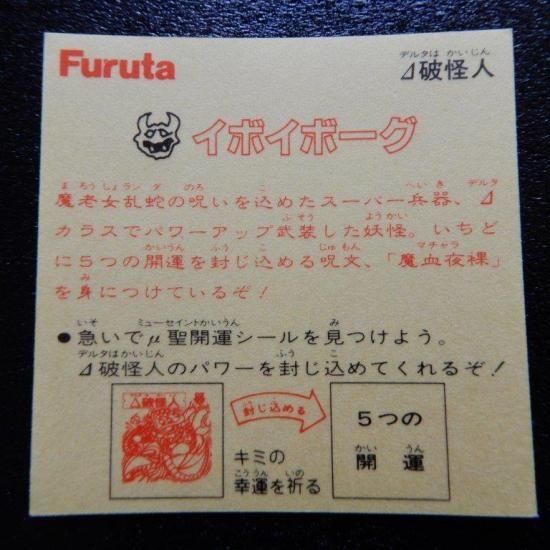 Furuta
デルタは かいじん
⊿破怪人
イボイボーグ
まろうじょランダ のろ こ へいき デルタ
魔老女乱蛇の呪いを込めたスーパー兵器、⊿
ぶそう ようかい
カラスでパワーアップ武装した妖怪。いちど
かいうん ふう こ じゅもん マチャラ
に5つの開運を封じ込める呪文、「魔血夜裸」
み
を身につけているぞ!
いそ ミューセイントかいうん み
●急いでμ聖開運シールを見つけよう。
デルタはかいじん ふう こ
⊿破怪人のパワーを封じ込めてくれるぞ!
⊿破怪人
封じ込める
キミの
こううん いの
幸運を祈る
5つの
かい うん
開運